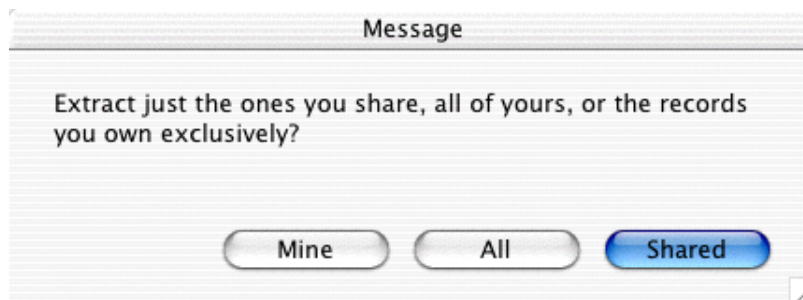 Message
Extract just the ones you share, all of yours, or the records
you own exclusively?
Mine All Shared